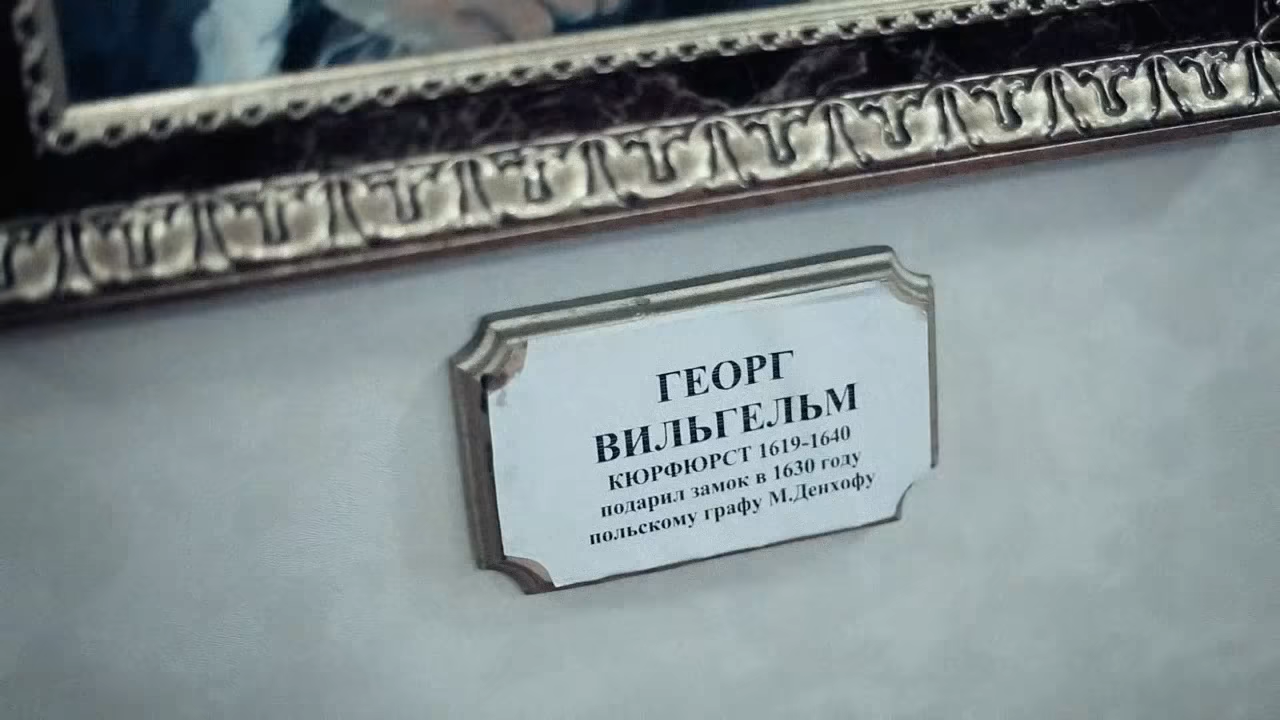 ГЕОРГ
ВИЛЬГЕЛЬМ
КЮРФЮРСТ 1619-1640
подарил замок в 1630 году
польскому графу М.Денхофу